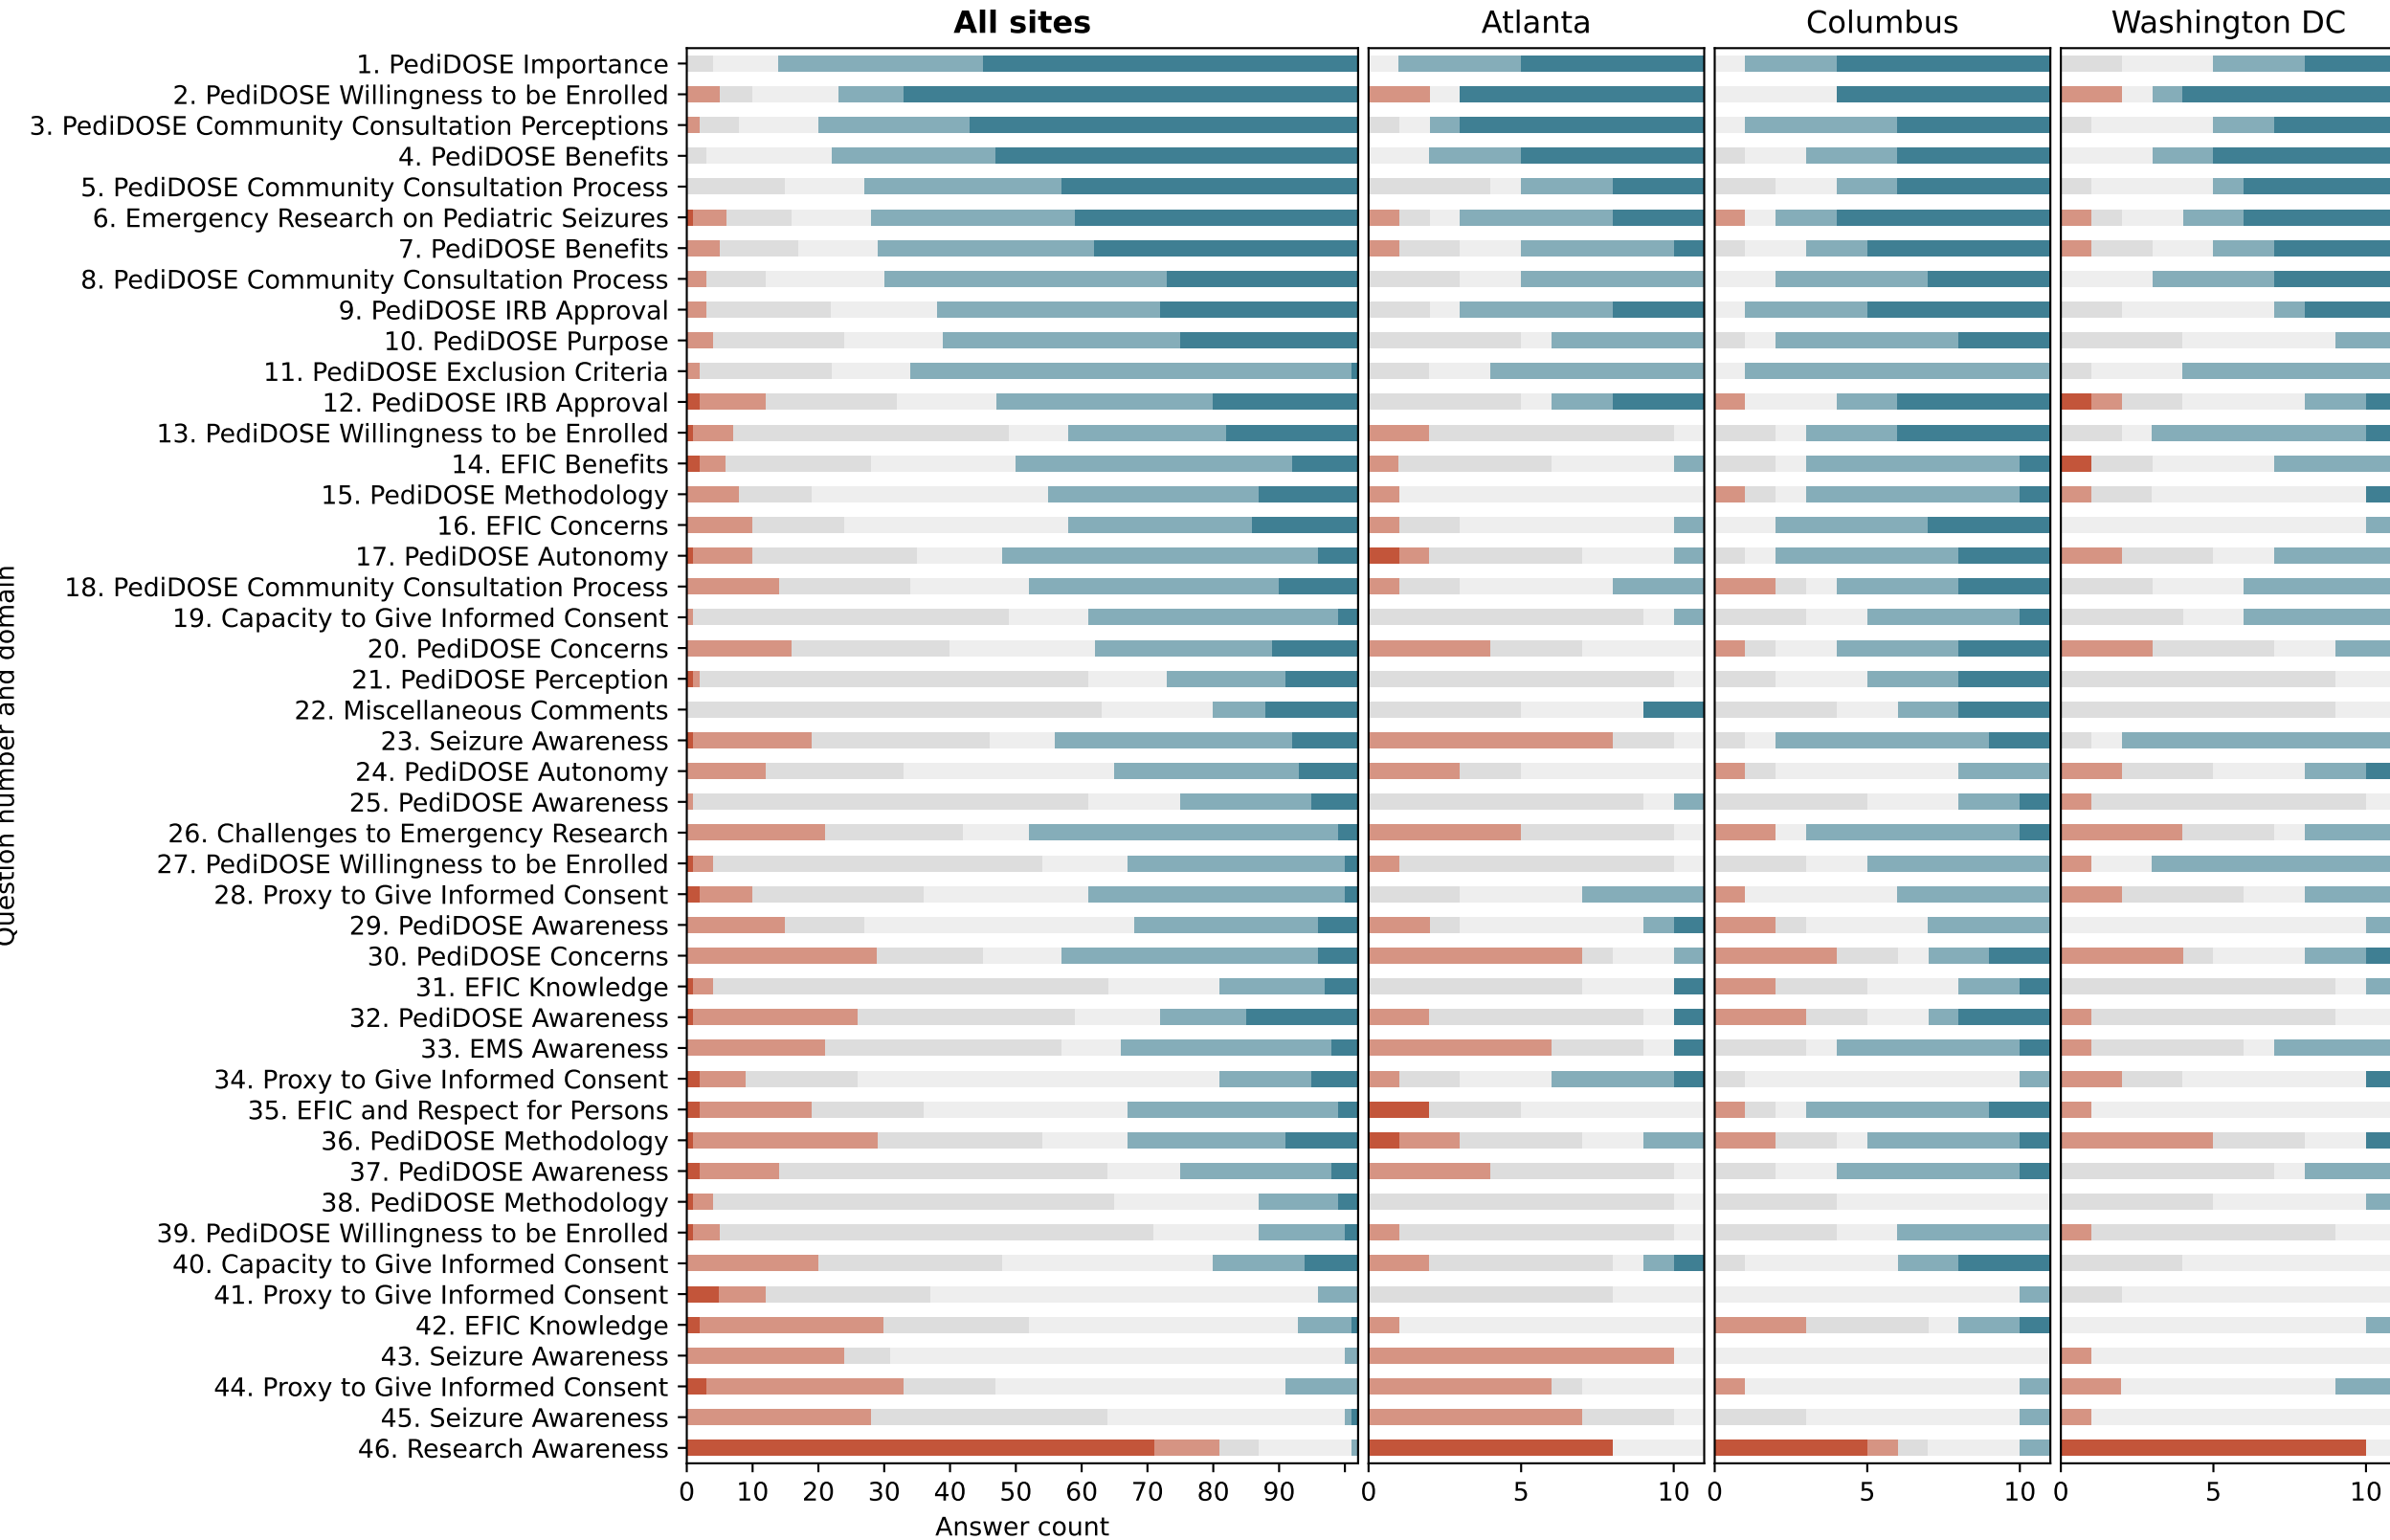 All sites
Atlanta
Columbus
Washington DC
Question number and domain
1. PediDOSE Importance
2. PediDOSE Willingness to be Enrolled
3. PediDOSE Community Consultation Perceptions
4. PediDOSE Benefits
5. PediDOSE Community Consultation Process
6. Emergency Research on Pediatric Seizures
7. PediDOSE Benefits
8. PediDOSE Community Consultation Process
9. PediDOSE IRB Approval
10. PediDOSE Purpose
11. PediDOSE Exclusion Criteria
12. PediDOSE IRB Approval
13. PediDOSE Willingness to be Enrolled
14. EFIC Benefits
15. PediDOSE Methodology
16. EFIC Concerns
17. PediDOSE Autonomy
18. PediDOSE Community Consultation Process
19. Capacity to Give Informed Consent
20. PediDOSE Concerns
21. PediDOSE Perception
22. Miscellaneous Comments
23. Seizure Awareness
24. PediDOSE Autonomy
25. PediDOSE Awareness
26. Challenges to Emergency Research
27. PediDOSE Willingness to be Enrolled
28. Proxy to Give Informed Consent
29. PediDOSE Awareness
30. PediDOSE Concerns
31. EFIC Knowledge
32. PediDOSE Awareness
33. EMS Awareness
34. Proxy to Give Informed Consent
35. EFIC and Respect for Persons
36. PediDOSE Methodology
37. PediDOSE Awareness
38. PediDOSE Methodology
39. PediDOSE Willingness to be Enrolled
40. Capacity to Give Informed Consent
41. Proxy to Give Informed Consent
42. EFIC Knowledge
43. Seizure Awareness
44. Proxy to Give Informed Consent
45. Seizure Awareness
46. Research Awareness
0 10 20 30 40 50 60 70 80 90
0 5 10
0 5 10
0 5 10
Answer count